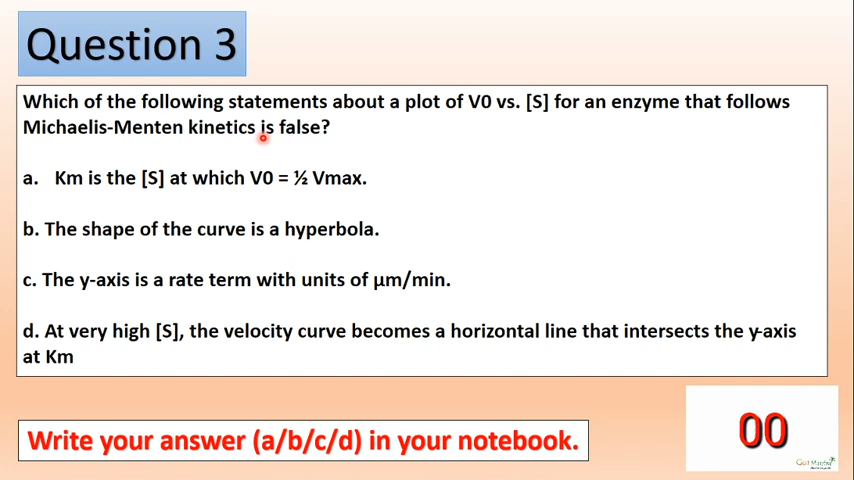 Question 3
Which of the following statements about a plot of V0 vs. [S] for an enzyme that follows
Michaelis-Menten kinetics is false?
a. Km is the [S] at which V0 = ½ Vmax.
b. The shape of the curve is a hyperbola.
c. The y-axis is a rate term with units of μm/min.
d. At very high [S], the velocity curve becomes a horizontal line that intersects the y-axis
at Km
Write your answer (a/b/c/d) in your notebook.
00